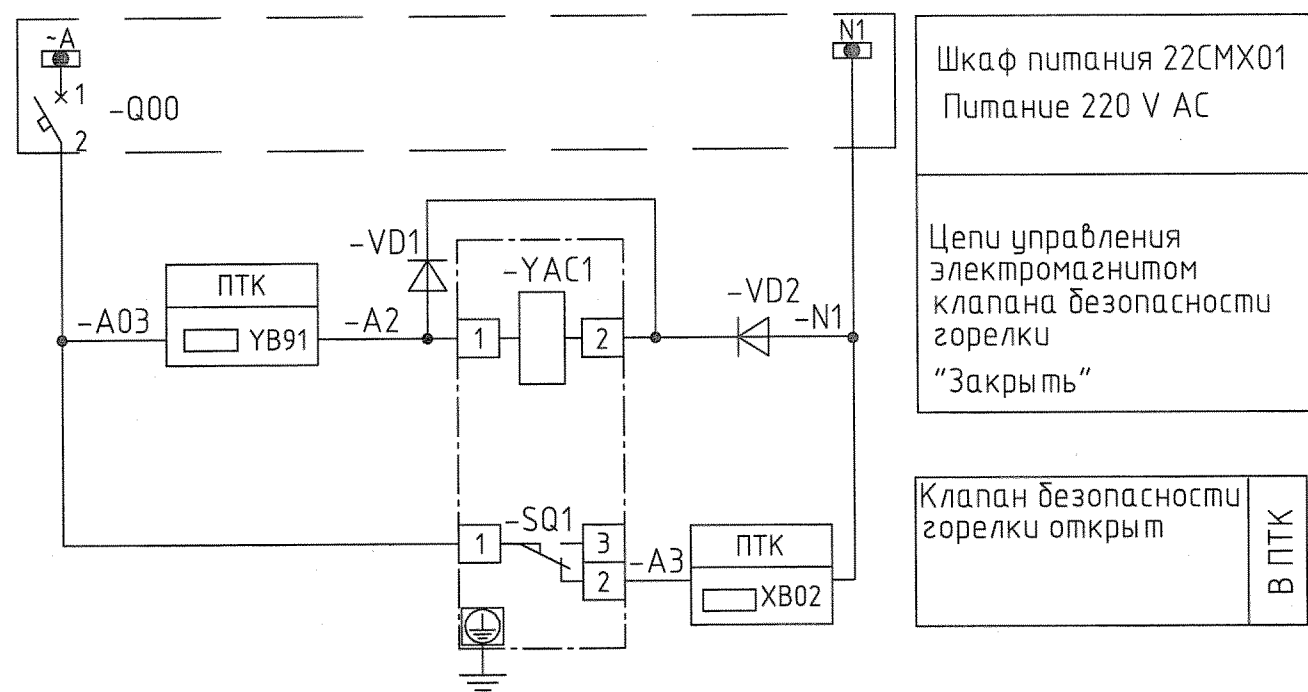 ~A
N1
1
-Q00
2
Шкаф питания 22CMX01
Питание 220 V AC
Цепи управления
электромагнитом
клапана безопасности
горелки
"Закрыть"
-VD1
-YAC1
-VD2
-N1
ПТК
YB91
-A03
-A2
1
2
-SQ1
1
3
2
-A3
ПТК
XB02
Клапан безопасности
горелки открыт
В ПТК